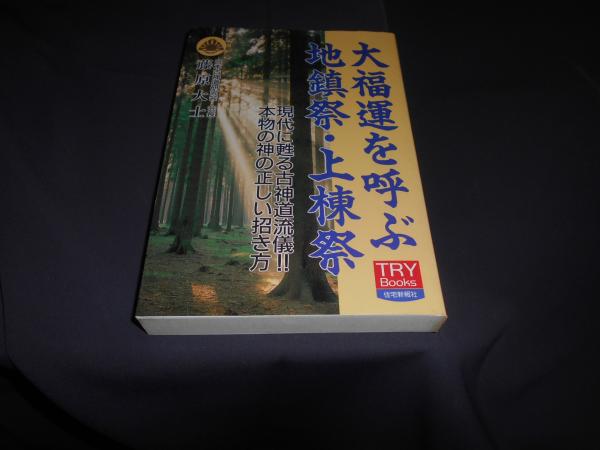 大福運を呼ぶ
地鎮祭・上棟祭
現代に甦る古神道流儀!!
本物の神の正しい招き方
藤原大士
TRY
Books
住宅新報社